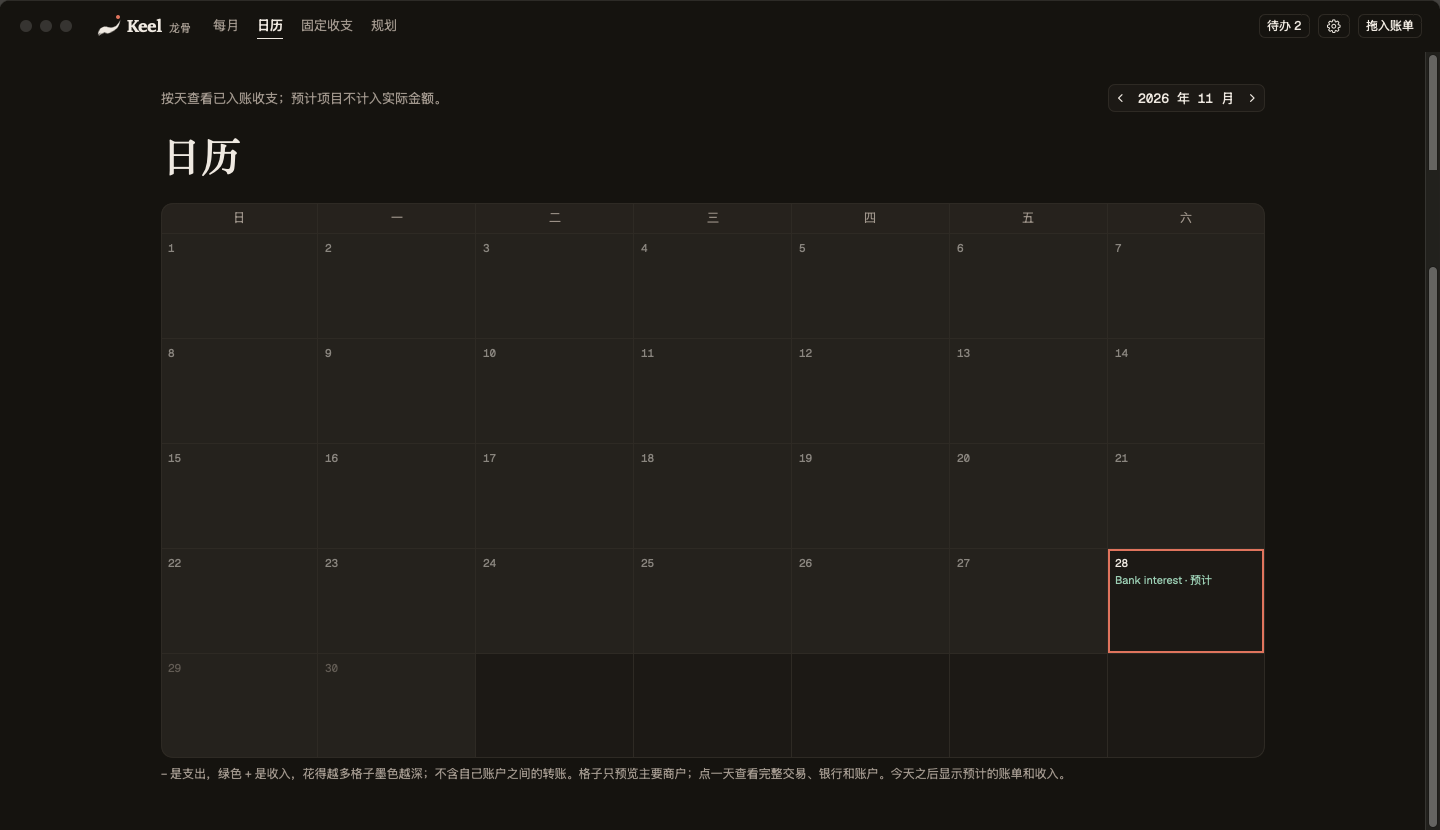 Keel 龙骨 每月 日历 固定收支 规划 待办 2 拖入账单
按天查看已入账收支；预计项目不计入实际金额。 2026 年 11 月
日历
日 一 二 三 四 五 六
1 2 3 4 5 6 7
8 9 10 11 12 13 14
15 16 17 18 19 20 21
22 23 24 25 26 27 28
Bank interest · 预计
29 30
− 是支出，绿色 + 是收入，花得越多格子墨色越深；不含自己账户之间的转账。格子只预览主要商户；点一天查看完整交易、银行和账户。今天之后显示预计的账单和收入。